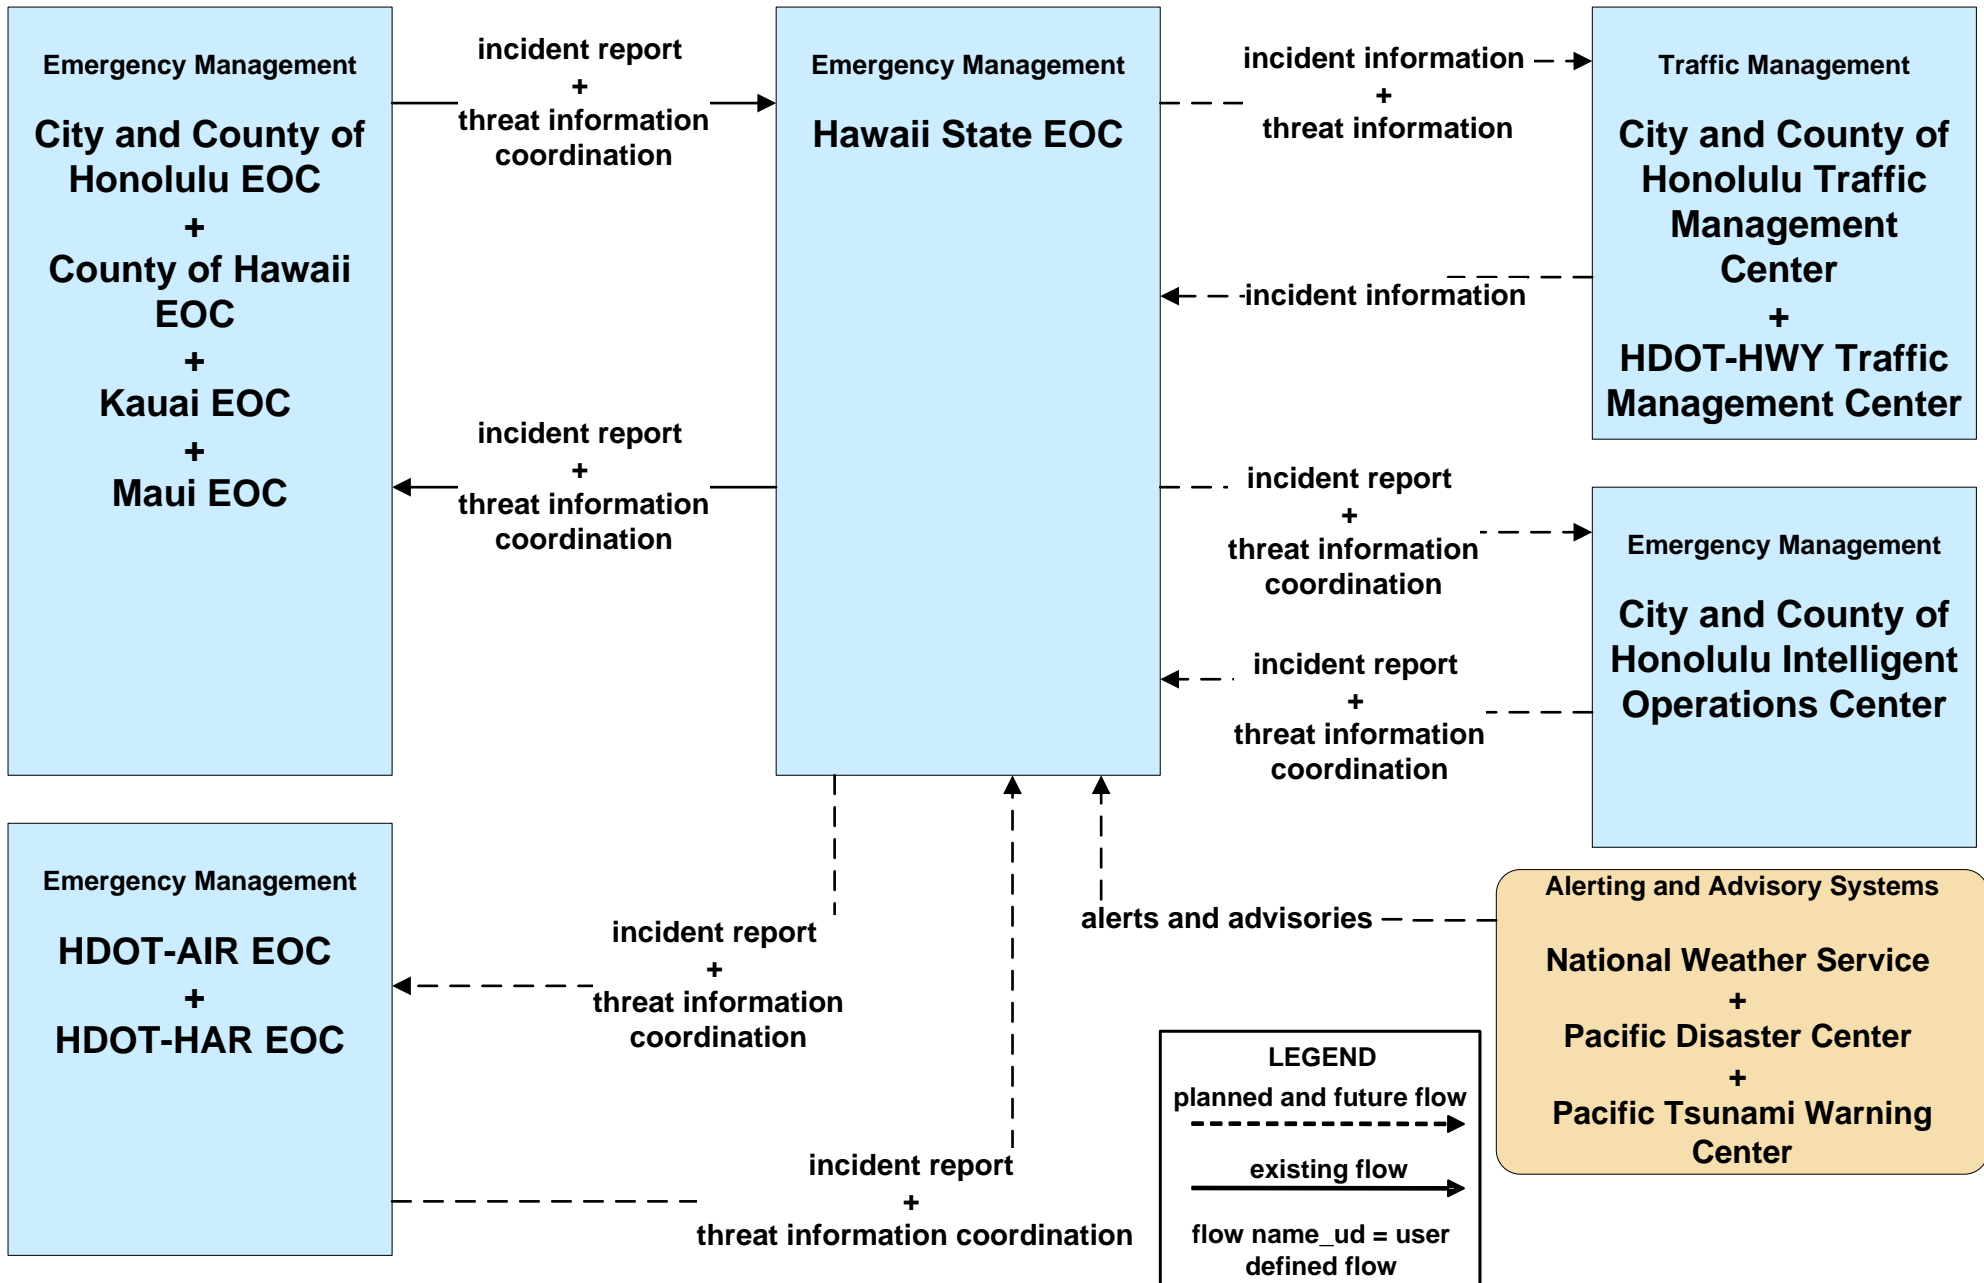 Emergency Management
City and County of
Honolulu EOC
+
County of Hawaii
EOC
+
Kauai EOC
+
Maui EOC
incident report
+
threat information
coordination
incident report
+
threat information
coordination
Emergency Management
Hawaii State EOC
incident information
+
threat information
incident information
Traffic Management
City and County of
Honolulu Traffic
Management
Center
+
HDOT-HWY Traffic
Management Center
incident report
+
threat information
coordination
incident report
+
threat information
coordination
Emergency Management
City and County of
Honolulu Intelligent
Operations Center
Emergency Management
HDOT-AIR EOC
+
HDOT-HAR EOC
incident report
+
threat information
coordination
incident report
+
threat information coordination
alerts and advisories
Alerting and Advisory Systems
National Weather Service
+
Pacific Disaster Center
+
Pacific Tsunami Warning
Center
LEGEND
planned and future flow
existing flow
flow name_ud = user
defined flow